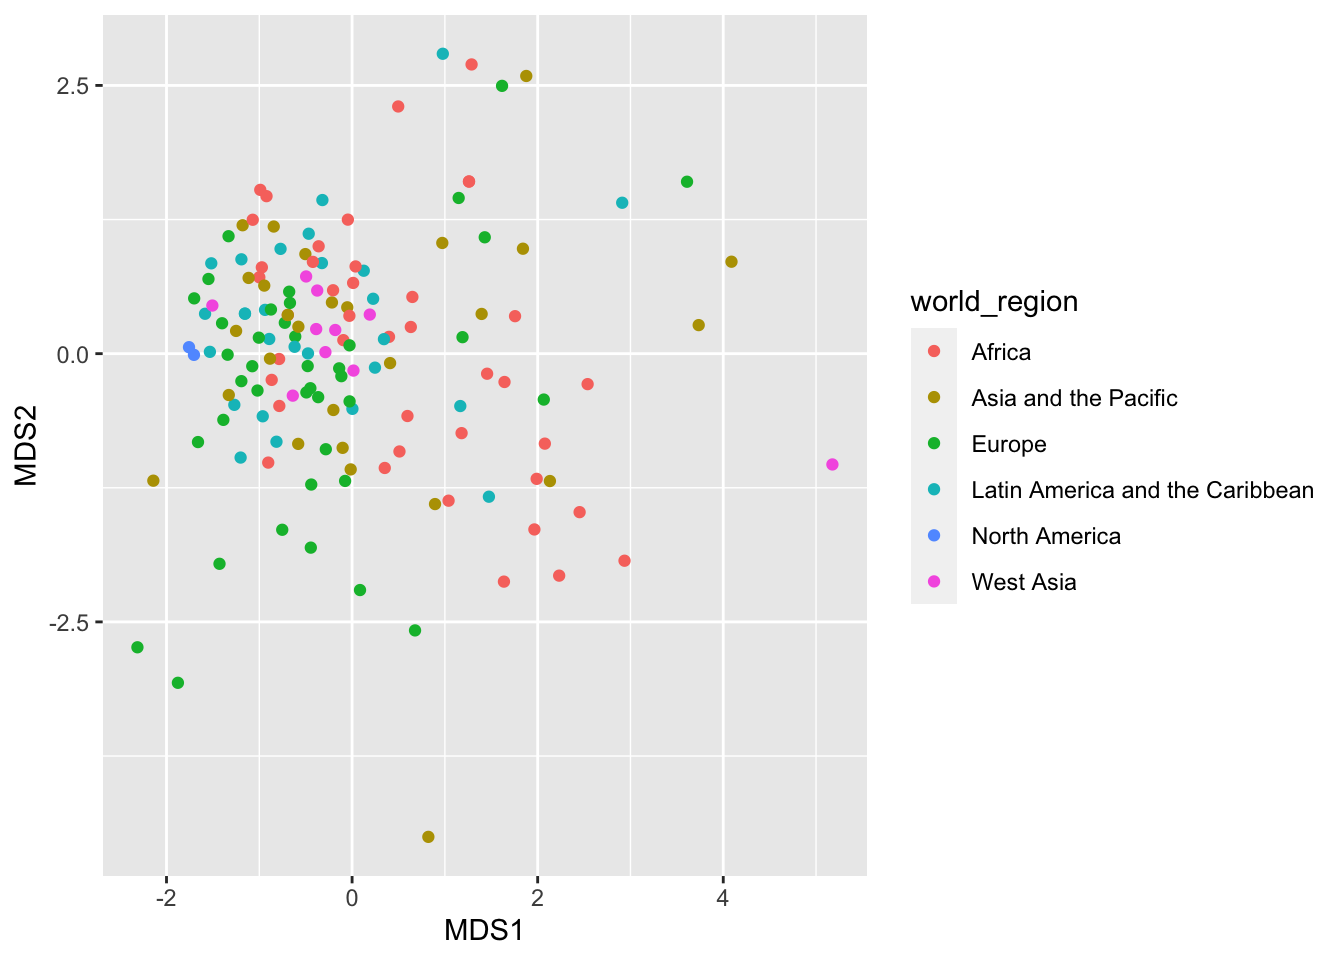 2.5
0.0
-2.5
MDS2
-2
0
2
4
MDS1
world_region
Africa
Asia and the Pacific
Europe
Latin America and the Caribbean
North America
West Asia